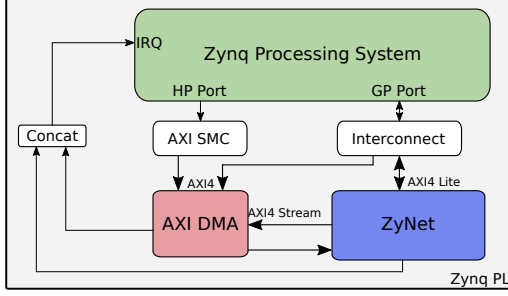 IRQ
Zynq Processing System
HP Port
GP Port
Concat
AXI SMC
Interconnect
AXI4
AXI4 Lite
AXI DMA
AXI4 Stream
ZyNet
Zynq PL